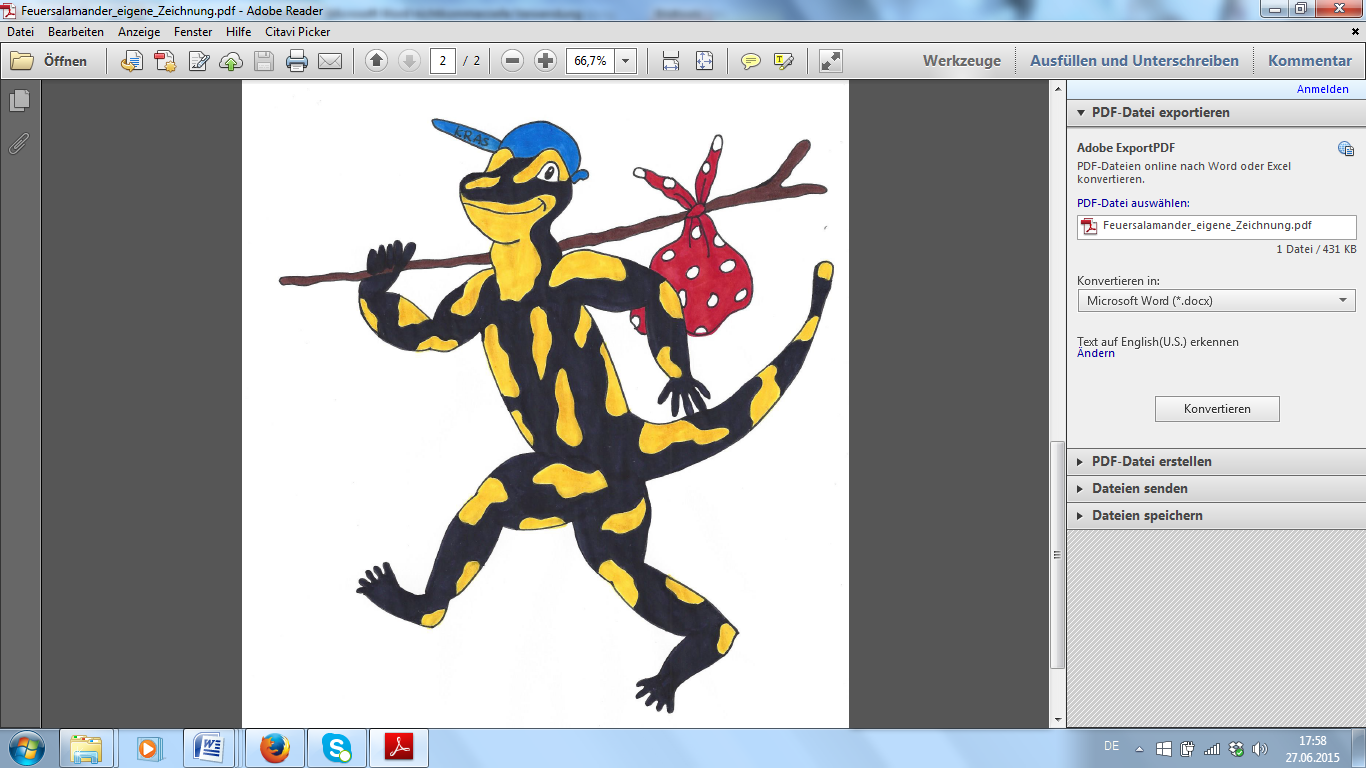 Feuersalamander_eigene_Zeichnung.pdf - Adobe Reader
Datei Bearbeiten Anzeige Fenster Hilfe Citavi Picker
Öffnen 2 / 2 66,7% Werkzeuge Ausfüllen und Unterschreiben Kommentar
Anmelden
PDF-Datei exportieren
Adobe ExportPDF
PDF-Dateien online nach Word oder Excel
konvertieren.
PDF-Datei auswählen:
Feuersalamander_eigene_Zeichnung.pdf
1 Datei / 431 KB
Konvertieren in:
Microsoft Word (*.docx)
Text auf English(U.S.) erkennen
Ändern
Konvertieren
PDF-Datei erstellen
Dateien senden
Dateien speichern
KRAS
DE
17:58
27.06.2015